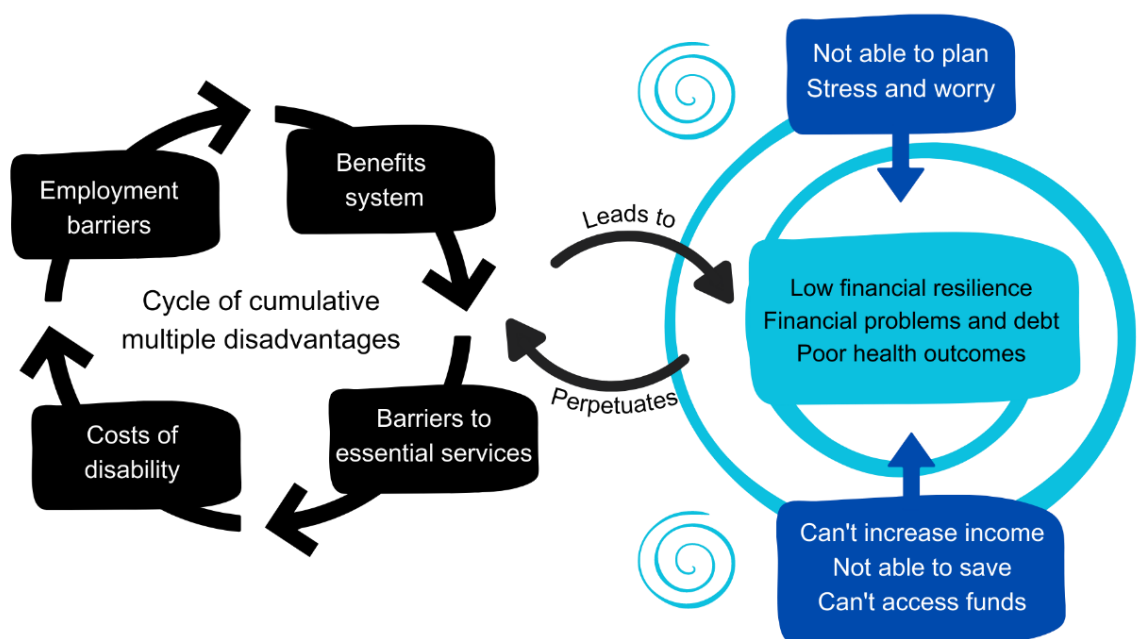 Employment
barriers
Benefits
system
Cycle of cumulative
multiple disadvantages
Costs of
disability
Barriers to
essential services
Leads to
Perpetuates
Not able to plan
Stress and worry
Low financial resilience
Financial problems and debt
Poor health outcomes
Can't increase income
Not able to save
Can't access funds